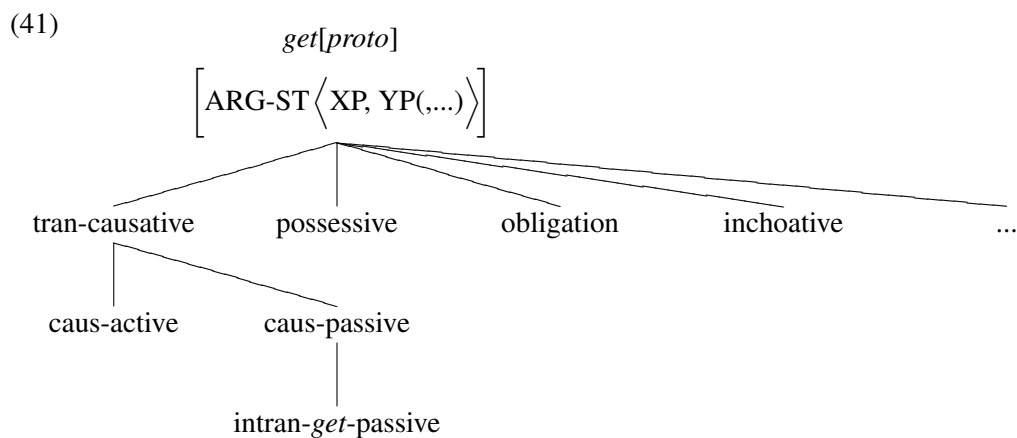 (41)
get[proto]
[ARG-ST⟨XP, YP(,...)⟩]
tran-causative possessive obligation inchoative ...
caus-active caus-passive
intran-get-passive